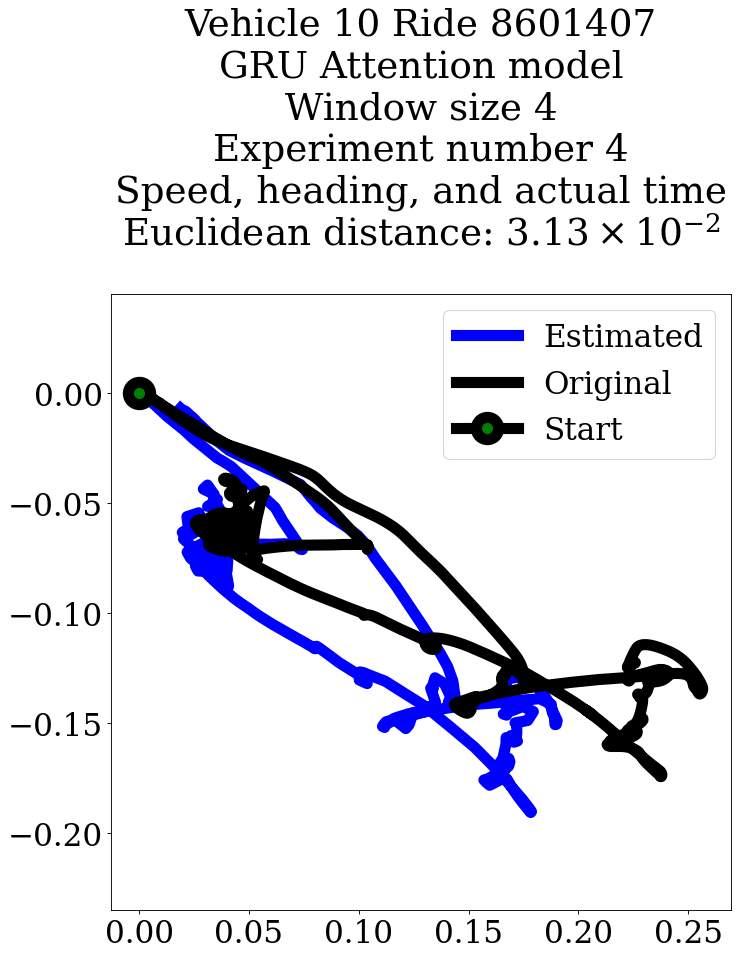 Vehicle 10 Ride 8601407
GRU Attention model
Window size 4
Experiment number 4
Speed, heading, and actual time
Euclidean distance: 3.13 × 10⁻²
Estimated
Original
Start
0.00
−0.05
−0.10
−0.15
−0.20
0.00 0.05 0.10 0.15 0.20 0.25